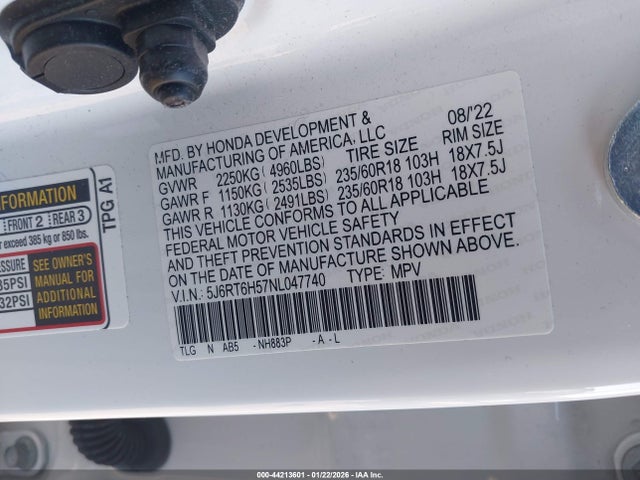 MFD. BY HONDA DEVELOPMENT &
MANUFACTURING OF AMERICA, LLC 08/'22
GVWR 2250KG (4960LBS) TIRE SIZE RIM SIZE
GAWR F 1150KG (2535LBS) 235/60R18 103H 18X7.5J
GAWR R 1130KG (2491LBS) 235/60R18 103H 18X7.5J
THIS VEHICLE CONFORMS TO ALL APPLICABLE
FEDERAL MOTOR VEHICLE SAFETY
AND THEFT PREVENTION STANDARDS IN EFFECT
ON THE DATE OF MANUFACTURE SHOWN ABOVE.
V.I.N.: 5J6RT6H57NL047740 TYPE: MPV
TLG N AB5 -NH883P -A-L
NFORMATION
FRONT 2 REAR 3
r exceed 385 kg or 850 lbs.
ESSURE
35PSI
32PSI
SEE OWNER'S
MANUAL FOR
ADDITIONAL
INFORMATION
TPG A1
000-44213601 - 01/22/2026 - IAA Inc.